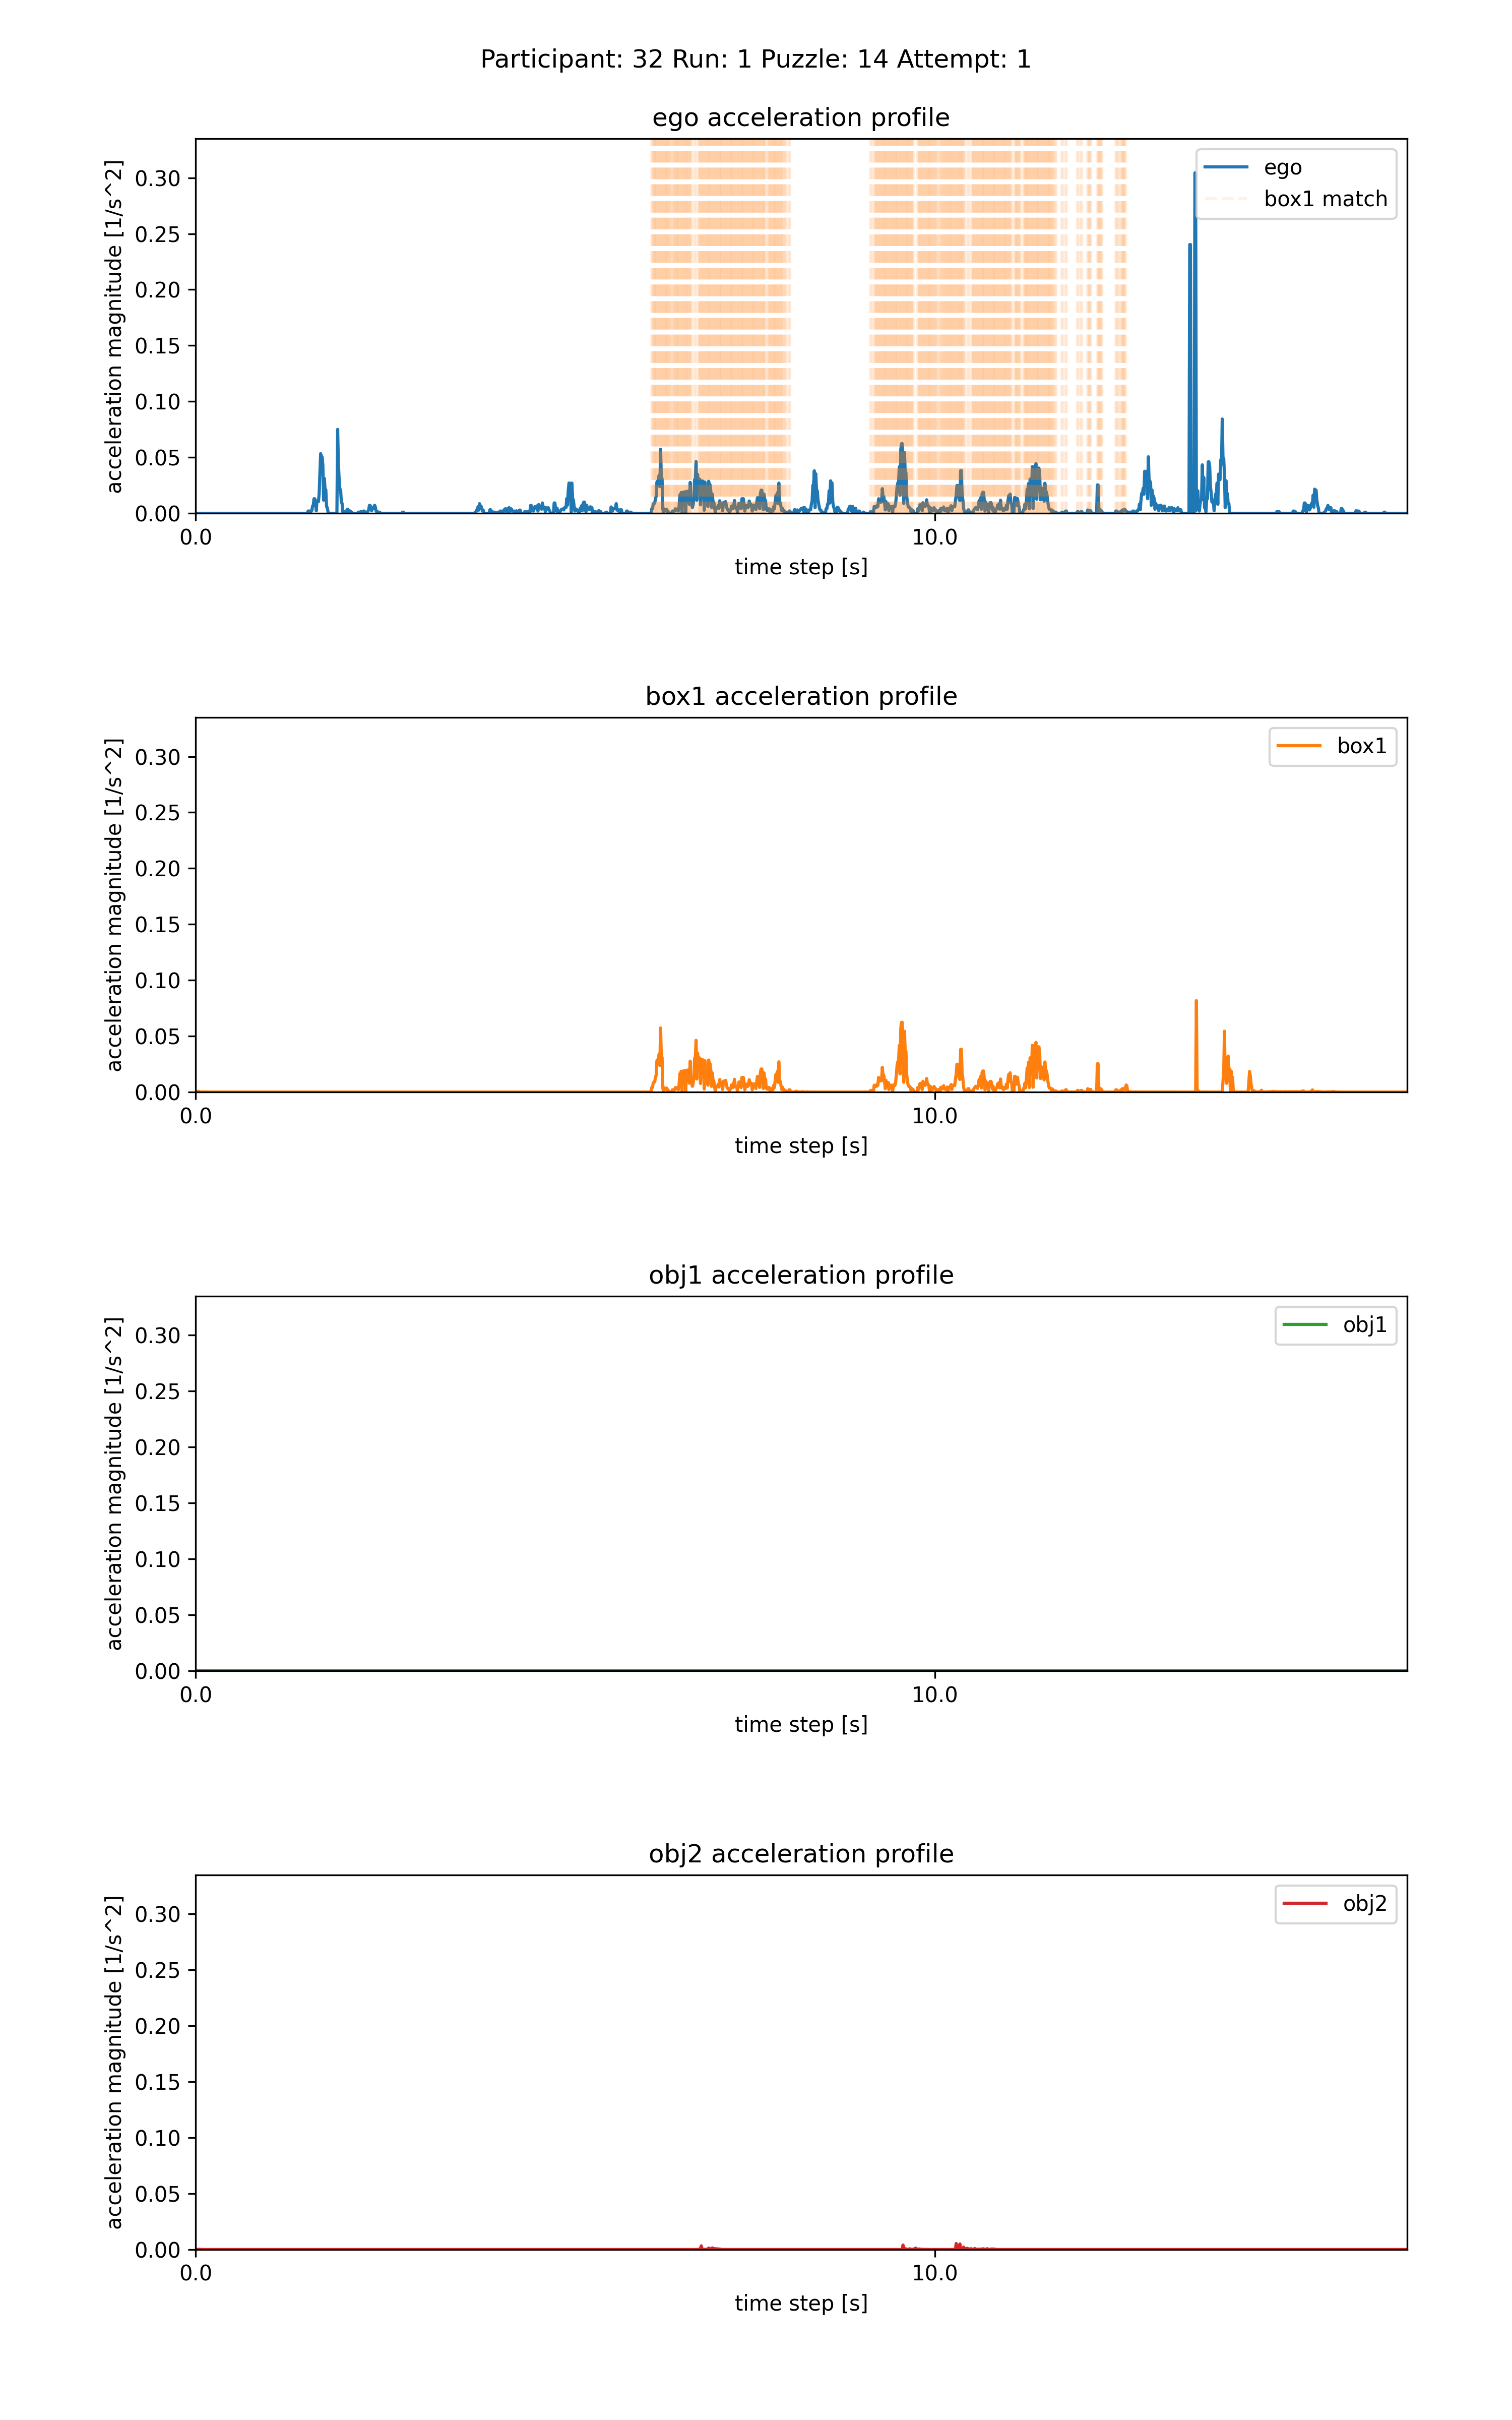 Participant: 32 Run: 1 Puzzle: 14 Attempt: 1
ego acceleration profile
acceleration magnitude [1/s^2]
0.30
0.25
0.20
0.15
0.10
0.05
0.00
ego
box1 match
0.0
10.0
time step [s]
box1 acceleration profile
acceleration magnitude [1/s^2]
0.30
0.25
0.20
0.15
0.10
0.05
0.00
box1
0.0
10.0
time step [s]
obj1 acceleration profile
acceleration magnitude [1/s^2]
0.30
0.25
0.20
0.15
0.10
0.05
0.00
obj1
0.0
10.0
time step [s]
obj2 acceleration profile
acceleration magnitude [1/s^2]
0.30
0.25
0.20
0.15
0.10
0.05
0.00
obj2
0.0
10.0
time step [s]